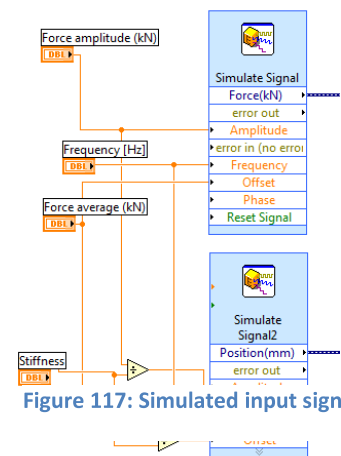 Force amplitude (kN)
DBL
Simulate Signal
Force(kN)
error out
Amplitude
error in (no error
Frequency [Hz]
DBL
Frequency
Offset
Force average (kN)
Phase
DBL
Reset Signal
Simulate
Signal2
Position(mm)
Stiffness
error out
DBL
Figure 117: Simulated input sign